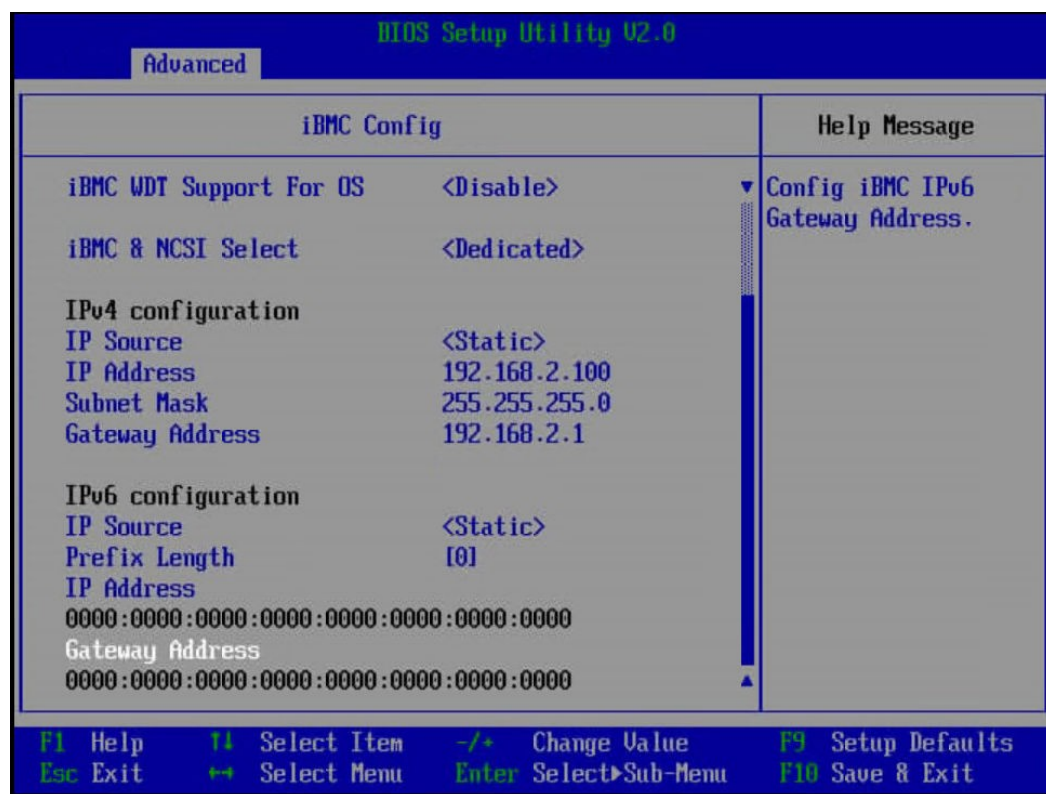 BIOS Setup Utility V2.0
Advanced
iBMC Config
Help Message
iBMC WDT Support For OS <Disable>
Config iBMC IPv6
Gateway Address.
iBMC & NCSI Select <Dedicated>
IPv4 configuration
IP Source <Static>
IP Address 192.168.2.100
Subnet Mask 255.255.255.0
Gateway Address 192.168.2.1
IPv6 configuration
IP Source <Static>
Prefix Length [0]
IP Address
0000:0000:0000:0000:0000:0000:0000:0000
Gateway Address
0000:0000:0000:0000:0000:0000:0000:0000
F1 Help ↑↓ Select Item -/+ Change Value F9 Setup Defaults
Esc Exit ←→ Select Menu Enter Select▶Sub-Menu F10 Save & Exit